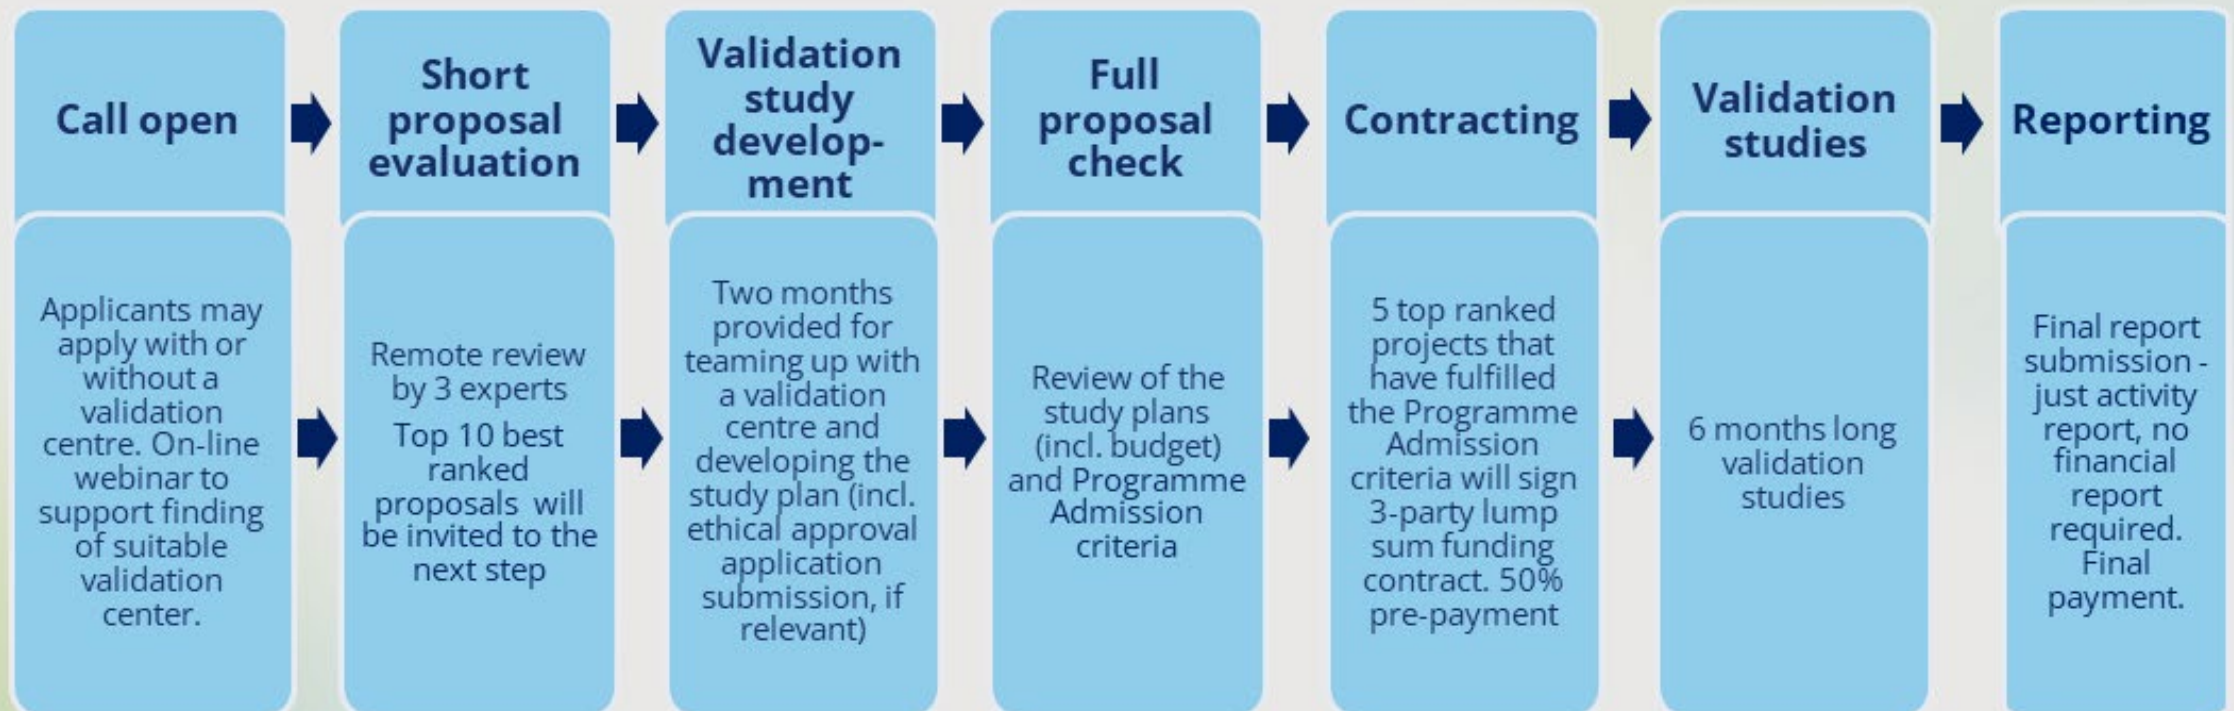 Call open
Short
proposal
evaluation
Validation
study
develop-
ment
Full
proposal
check
Contracting
Validation
studies
Reporting
Applicants may
apply with or
without a
validation
centre. On-line
webinar to
support finding
of suitable
validation
center.
Remote review
by 3 experts
Top 10 best
ranked
proposals will
be invited to the
next step
Two months
provided for
teaming up with
a validation
centre and
developing the
study plan (incl.
ethical approval
application
submission, if
relevant)
Review of the
study plans
(incl. budget)
and Programme
Admission
criteria
5 top ranked
projects that
have fulfilled
the Programme
Admission
criteria will sign
3-party lump
sum funding
contract. 50%
pre-payment
6 months long
validation
studies
Final report
submission -
just activity
report, no
financial
report
required.
Final
payment.